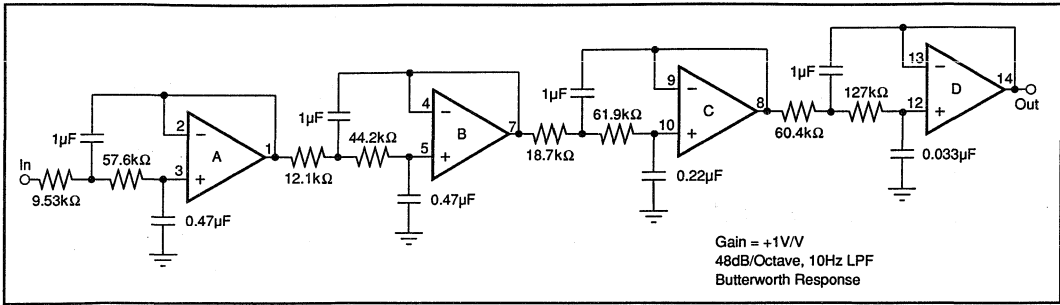 In
9.53kΩ
1µF
57.6kΩ
0.47µF
2
3
−
+
A
1
12.1kΩ
1µF
44.2kΩ
0.47µF
4
5
−
+
B
7
18.7kΩ
1µF
61.9kΩ
0.22µF
9
10
−
+
C
8
60.4kΩ
1µF
127kΩ
0.033µF
13
12
−
+
D
14
Out
Gain = +1V/V
48dB/Octave, 10Hz LPF
Butterworth Response